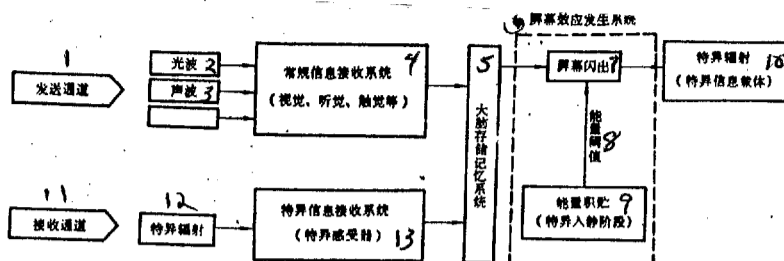 屏幕效应发生系统
1
发送通道
光波 2
声波 3
常规信息接收系统 4
(视觉、听觉、触觉等)
5
大脑存储记忆系统
屏幕闪出 7
特异辐射 10
(特异信息载体)
能量阈值 8
11
接收通道
12
特异辐射
特异信息接收系统
(特异感受器) 13
能量积贮 9
(特异入静阶段)